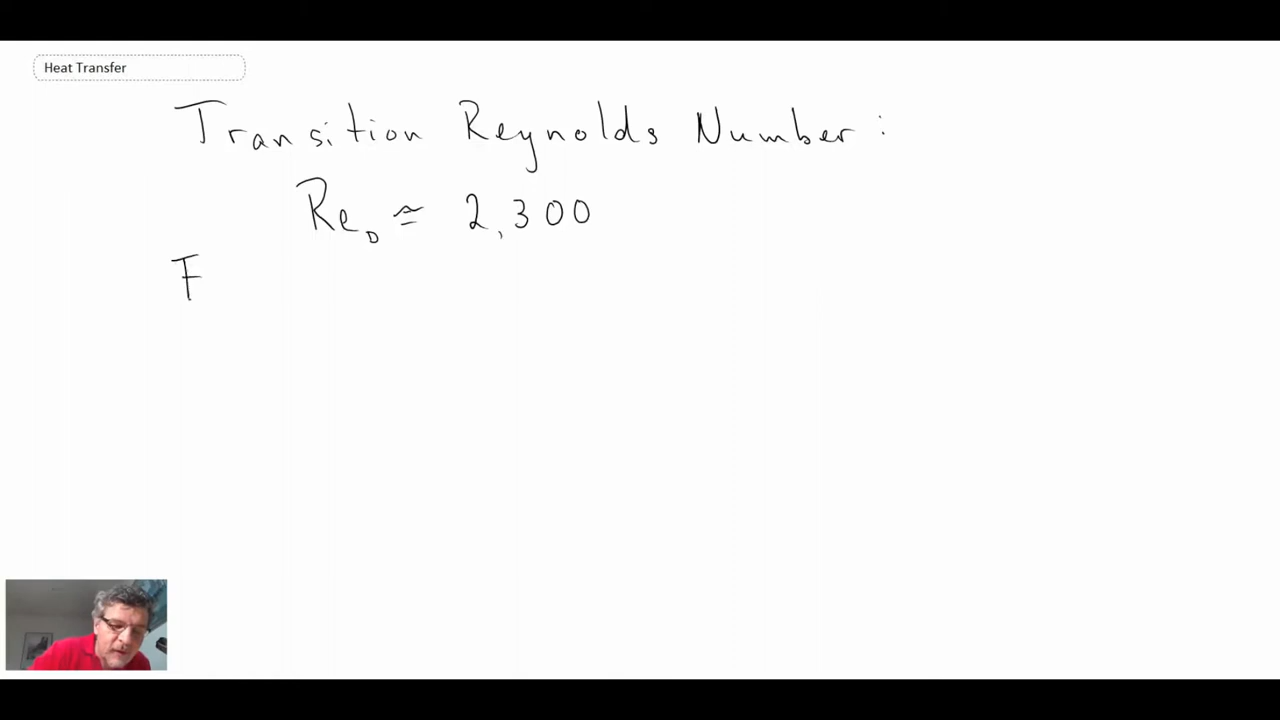 Heat Transfer
Transition Reynolds Number :
Re_D ≃ 2,300
F